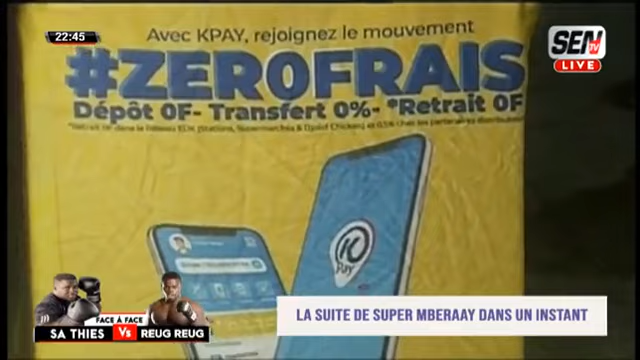 22:45
SEN
TV
LIVE
Avec KPAY, rejoignez le mouvement
#ZEROFRAIS
Dépôt 0F- Transfert 0%- *Retrait 0F
K
Pay
FACE À FACE
SA THIES Vs REUG REUG
LA SUITE DE SUPER MBERAAY DANS UN INSTANT